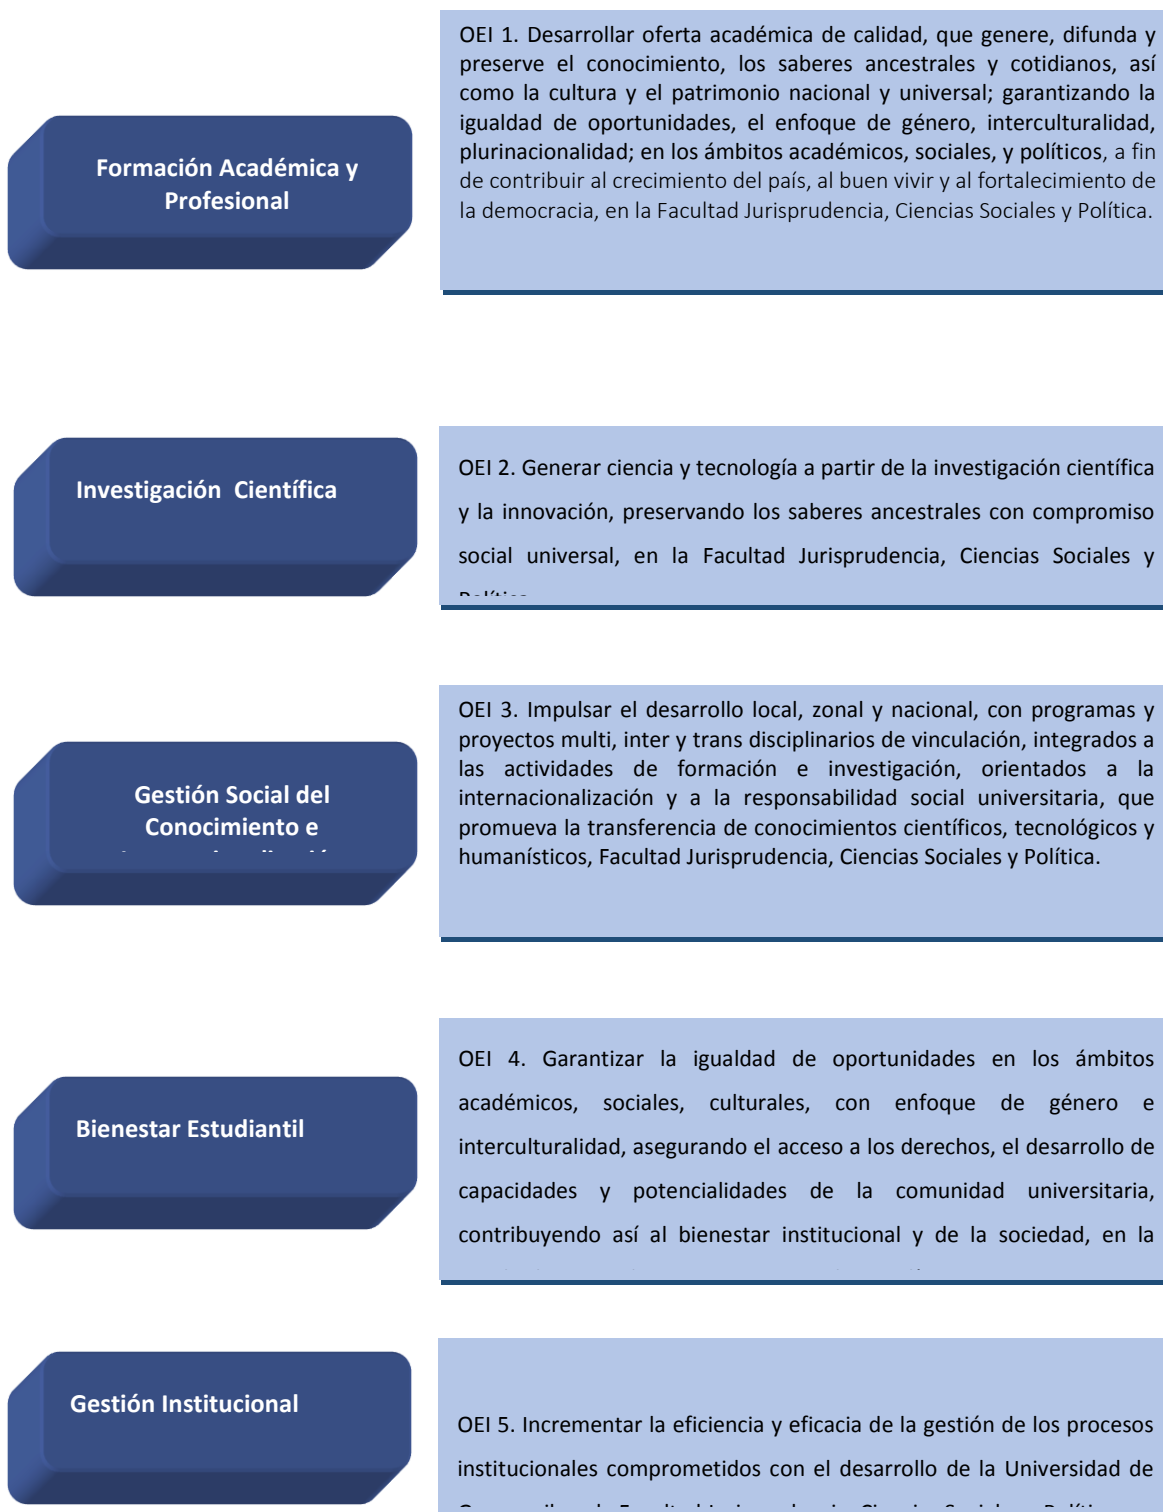 Formación Académica y
Profesional
OEI 1. Desarrollar oferta académica de calidad, que genere, difunda y
preserve el conocimiento, los saberes ancestrales y cotidianos, así
como la cultura y el patrimonio nacional y universal; garantizando la
igualdad de oportunidades, el enfoque de género, interculturalidad,
plurinacionalidad; en los ámbitos académicos, sociales, y políticos, a fin
de contribuir al crecimiento del país, al buen vivir y al fortalecimiento de
la democracia, en la Facultad Jurisprudencia, Ciencias Sociales y Política.
Investigación Científica
OEI 2. Generar ciencia y tecnología a partir de la investigación científica
y la innovación, preservando los saberes ancestrales con compromiso
social universal, en la Facultad Jurisprudencia, Ciencias Sociales y
Gestión Social del
Conocimiento e
OEI 3. Impulsar el desarrollo local, zonal y nacional, con programas y
proyectos multi, inter y trans disciplinarios de vinculación, integrados a
las actividades de formación e investigación, orientados a la
internacionalización y a la responsabilidad social universitaria, que
promueva la transferencia de conocimientos científicos, tecnológicos y
humanísticos, Facultad Jurisprudencia, Ciencias Sociales y Política.
Bienestar Estudiantil
OEI 4. Garantizar la igualdad de oportunidades en los ámbitos
académicos, sociales, culturales, con enfoque de género e
interculturalidad, asegurando el acceso a los derechos, el desarrollo de
capacidades y potencialidades de la comunidad universitaria,
contribuyendo así al bienestar institucional y de la sociedad, en la
Gestión Institucional
OEI 5. Incrementar la eficiencia y eficacia de la gestión de los procesos
institucionales comprometidos con el desarrollo de la Universidad de